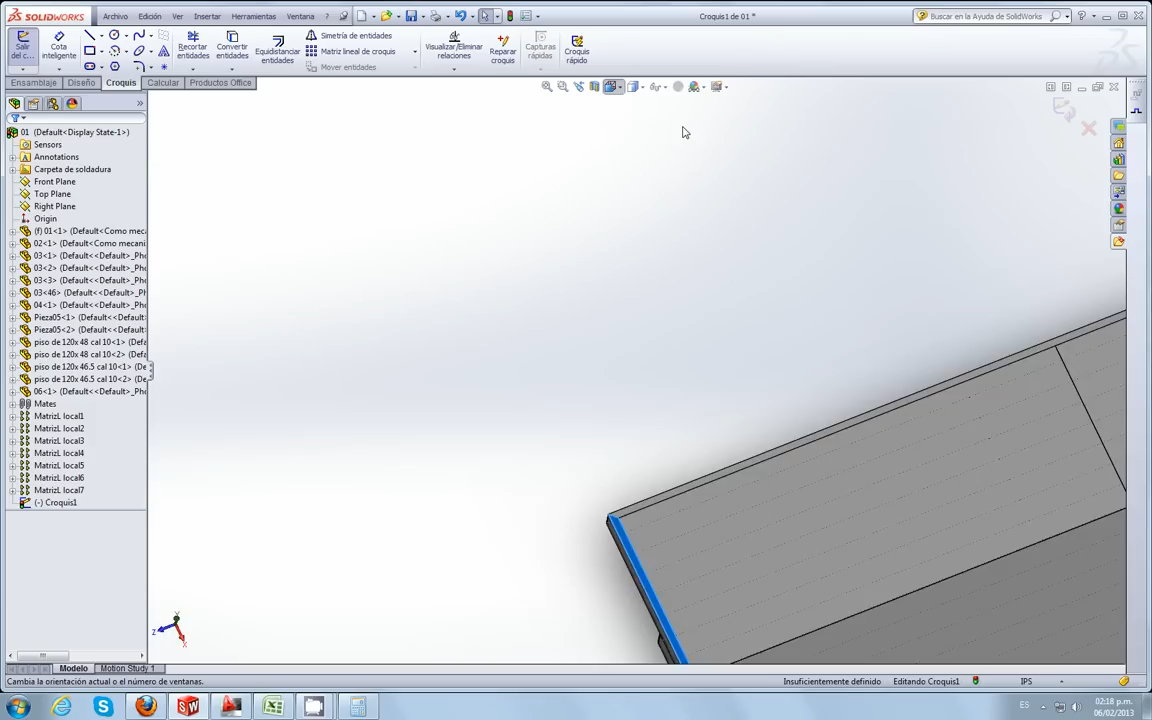 SOLIDWORKS
Archivo Edición Ver Insertar Herramientas Ventana ?
Croquis1 de 01 *
Buscar en la Ayuda de SolidWorks
Salir del c...
Cota inteligente
Recortar entidades
Convertir entidades
Equidistanciar entidades
Simetría de entidades
Matriz lineal de croquis
Mover entidades
Visualizar/Eliminar relaciones
Reparar croquis
Capturas rápidas
Croquis rápido
Ensamblaje Diseño Croquis Calcular Productos Office
01 (Default<Display State-1>)
Sensors
Annotations
Carpeta de soldadura
Front Plane
Top Plane
Right Plane
Origin
(f) 01<1> (Default<Como meca
02<1> (Default<Como mecani
03<1> (Default<<Default>_Pho
03<2> (Default<<Default>_Pho
03<3> (Default<<Default>_Pho
03<46> (Default<<Default>_Ph
04<1> (Default<<Default>_Pho
Pieza05<1> (Default<<Default
Pieza05<2> (Default<<Default
piso de 120x 48 cal 10<1> (Defa
piso de 120x 48 cal 10<2> (Defa
piso de 120x 46.5 cal 10<1> (De
piso de 120x 46.5 cal 10<2> (De
06<1> (Default<<Default>_Pho
Mates
MatrizL local1
MatrizL local2
MatrizL local3
MatrizL local4
MatrizL local5
MatrizL local6
MatrizL local7
(-) Croquis1
Y
Z
X
Modelo Motion Study 1
Cambia la orientación actual o el número de ventanas.
Insuficientemente definido Editando Croquis1 IPS
ES
02:18 p.m.
06/02/2013